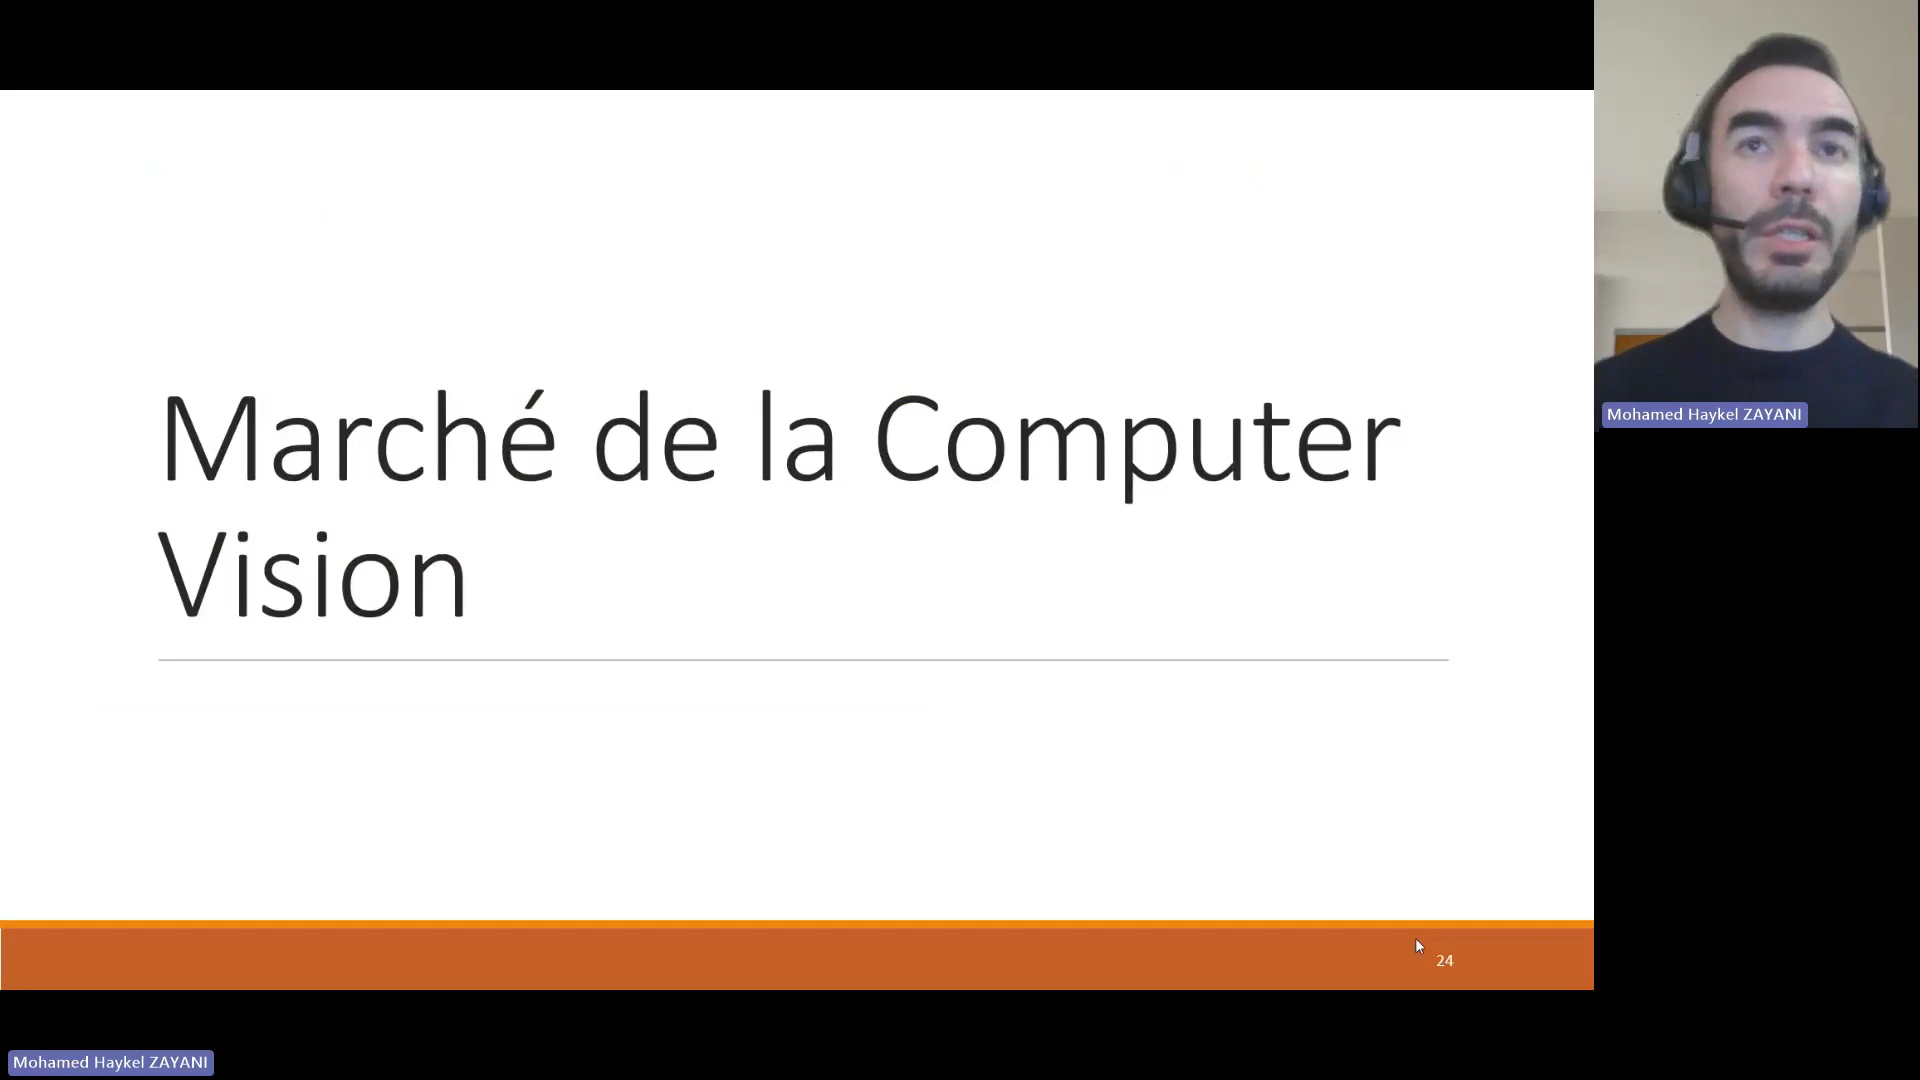 Marché de la Computer
Vision
24
Mohamed Haykel ZAYANI
Mohamed Haykel ZAYANI